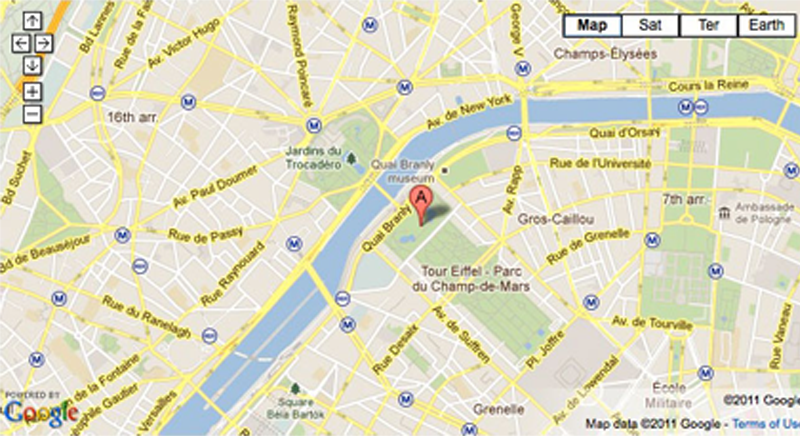 Map
Sat
Ter
Earth
Bd Lannes
Rue de la
Av. Victor Hugo
Raymond Poincaré
George V
Champs-Élysées
Cours la Reine
16th arr.
Av. de New York
Quai d'Orsay
Jardins du
Trocadéro
Quai Branly
museum
Rue de l'Université
Bd Suchet
Av. Paul Doumer
A
Av. Rapp
7th arr.
Gros-Caillou
Ambassade
de Pologne
Rue de Passy
Quai Branly
Bd de Beauséjour
Rue de Grenelle
Rue Raynouard
Tour Eiffel - Parc
du Champ-de-Mars
Rue du Ranelagh
Av. de Suffren
Av. de Tourville
Rue Desaix
Pl. Joffre
Rue Vaneau
de la Fontaine
Av. de Lowendal
Théophile Gautier
Versailles
Square
Béla Bartók
École
Militaire
Grenelle
POWERED BY
Google
©2011 Google
Map data ©2011 Google - Terms of Us